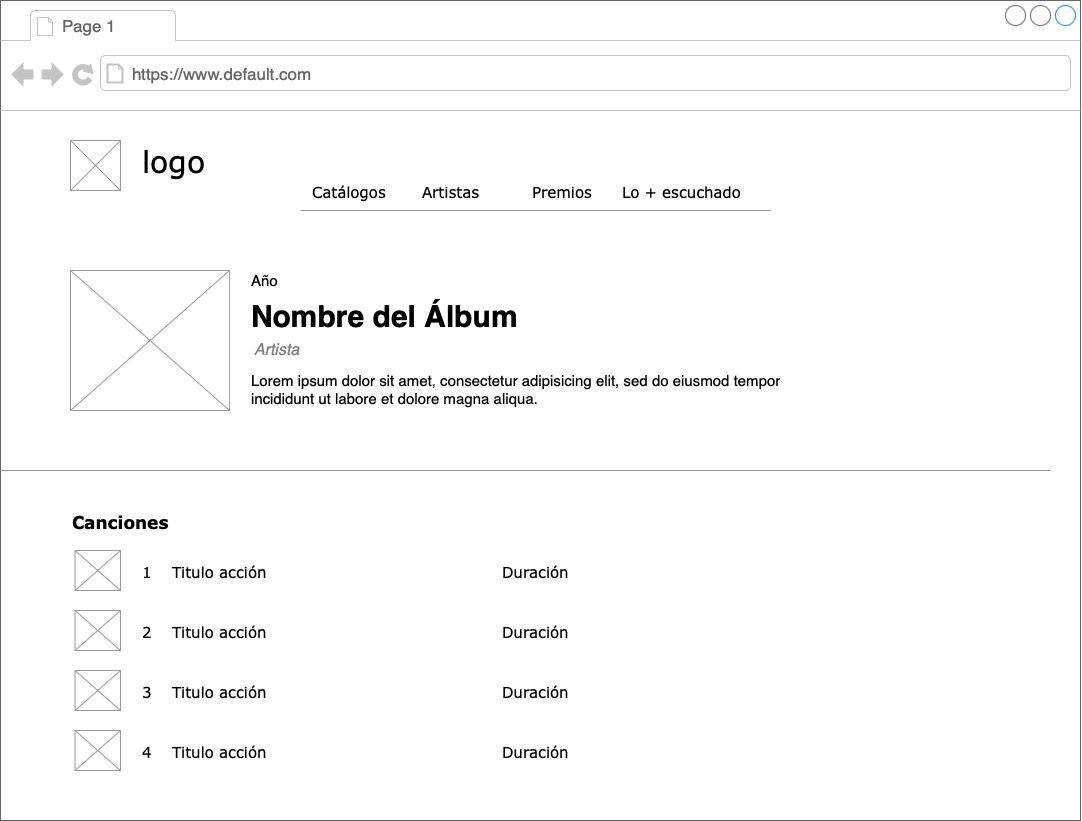 Page 1
https://www.default.com
logo
Catálogos Artistas Premios Lo + escuchado
Año
Nombre del Álbum
Artista
Lorem ipsum dolor sit amet, consectetur adipisicing elit, sed do eiusmod tempor
incididunt ut labore et dolore magna aliqua.
Canciones
1 Titulo acción Duración
2 Titulo acción Duración
3 Titulo acción Duración
4 Titulo acción Duración